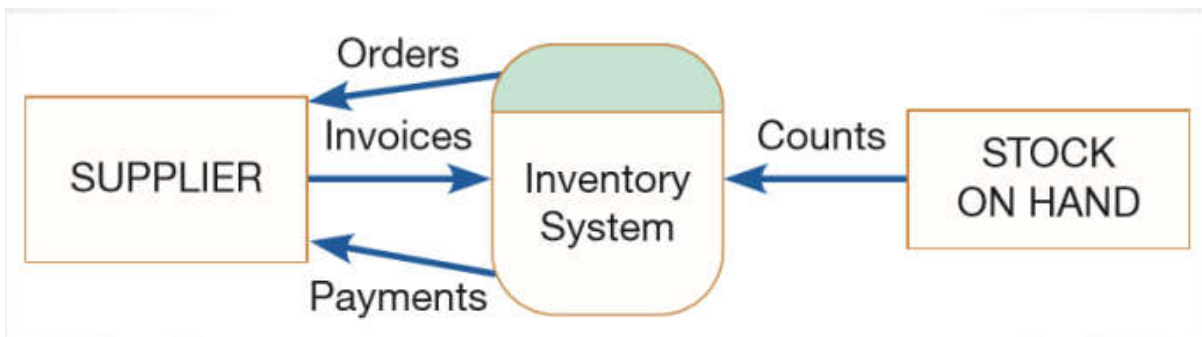 Orders
Invoices
Payments
SUPPLIER
Inventory
System
Counts
STOCK
ON HAND